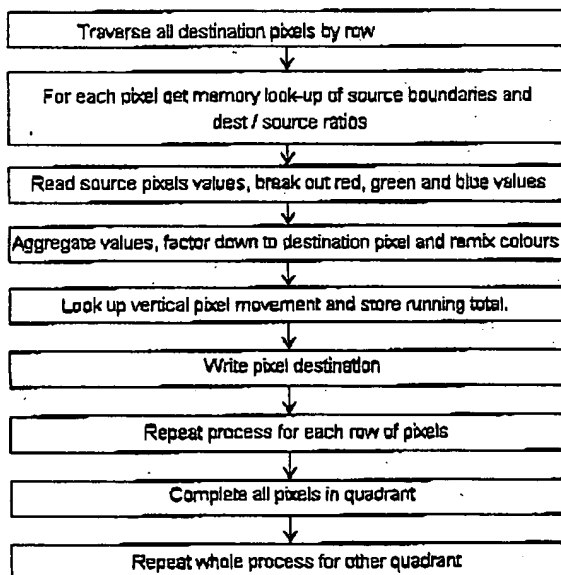 Traverse all destination pixels by row
For each pixel get memory look-up of source boundaries and
dest / source ratios
Read source pixels values, break out red, green and blue values
Aggregate values, factor down to destination pixel and remix colours
Look up vertical pixel movement and store running total.
Write pixel destination
Repeat process for each row of pixels
Complete all pixels in quadrant
Repeat whole process for other quadrant